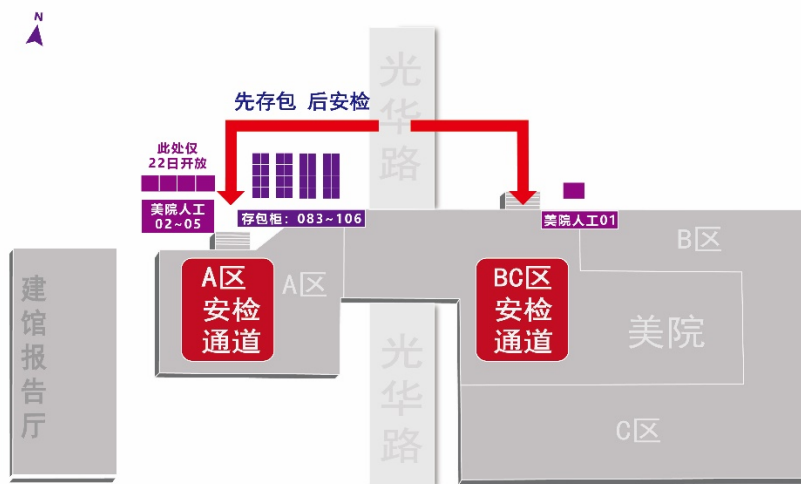 N
光华路
先存包 后安检
此处仅
22日开放
美院人工
02~05
存包柜：083~106
美院人工01
A区
安检
通道
A区
BC区
安检
通道
B区
美院
C区
建馆报告厅
光华路